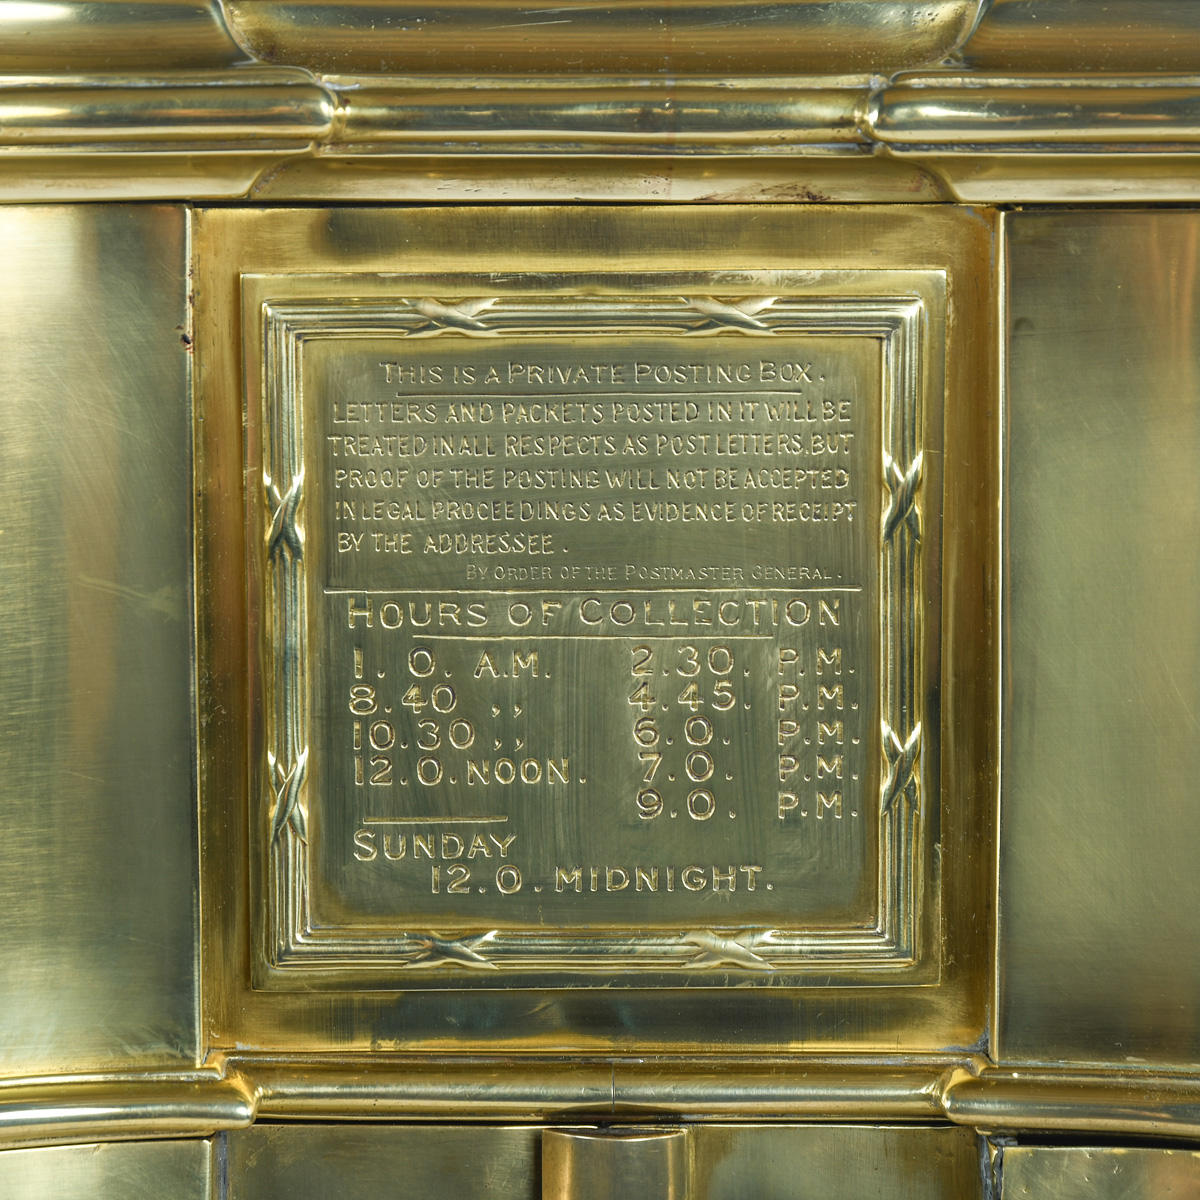 THIS IS A PRIVATE POSTING BOX.
LETTERS AND PACKETS POSTED IN IT WILL BE
TREATED IN ALL RESPECTS AS POST LETTERS. BUT
PROOF OF THE POSTING WILL NOT BE ACCEPTED
IN LEGAL PROCEEDINGS AS EVIDENCE OF RECEIPT
BY THE ADDRESSEE.
BY ORDER OF THE POSTMASTER GENERAL.
HOURS OF COLLECTION
1. 0. A.M. 2.30. P.M.
8.40 ,, 4.45. P.M.
10.30 ,, 6.0. P.M.
12.0. NOON. 7.0. P.M.
9.0. P.M.
SUNDAY
12.0. MIDNIGHT.